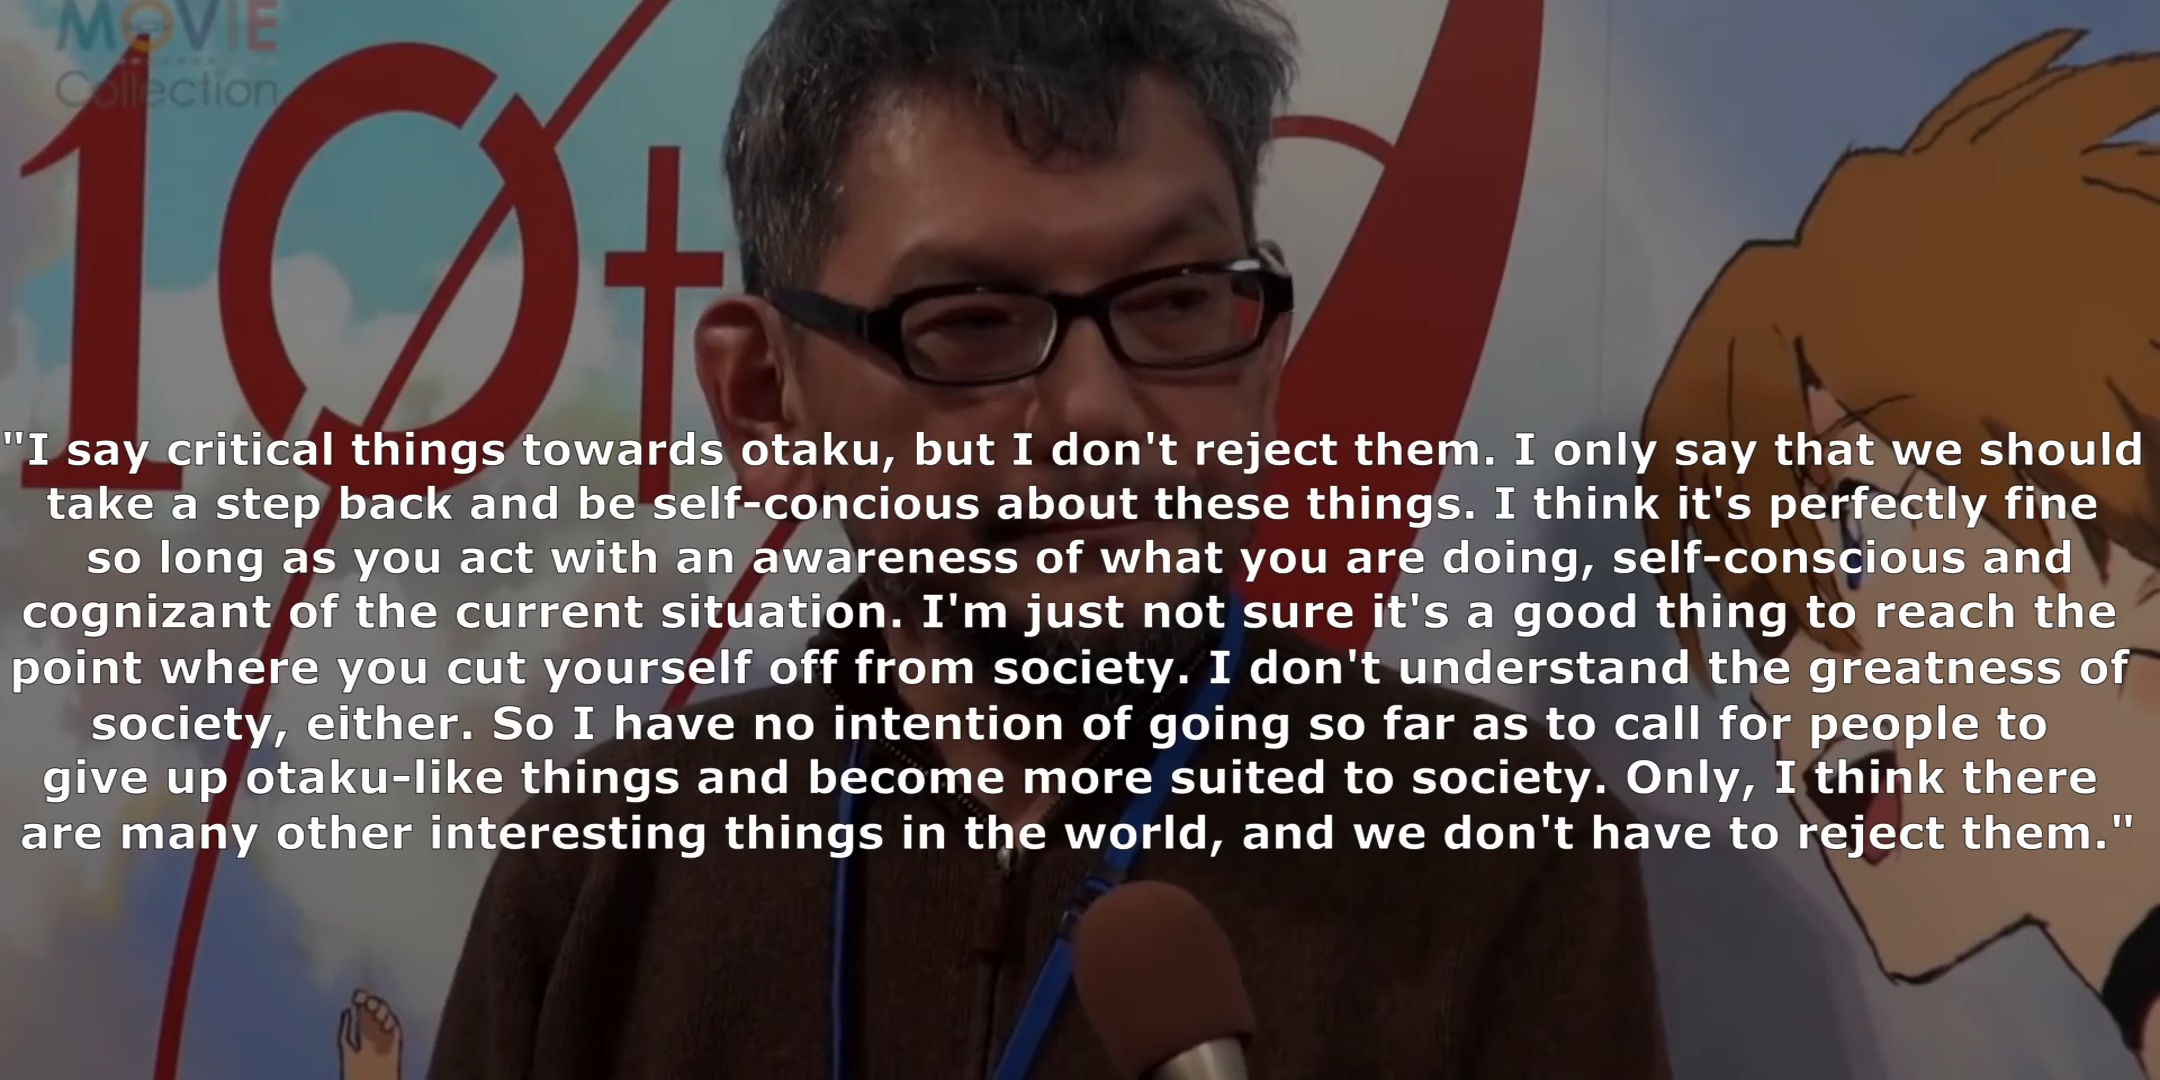 MOVIE
Collection
10t
"I say critical things towards otaku, but I don't reject them. I only say that we should
take a step back and be self-concious about these things. I think it's perfectly fine
so long as you act with an awareness of what you are doing, self-conscious and
cognizant of the current situation. I'm just not sure it's a good thing to reach the
point where you cut yourself off from society. I don't understand the greatness of
society, either. So I have no intention of going so far as to call for people to
give up otaku-like things and become more suited to society. Only, I think there
are many other interesting things in the world, and we don't have to reject them."